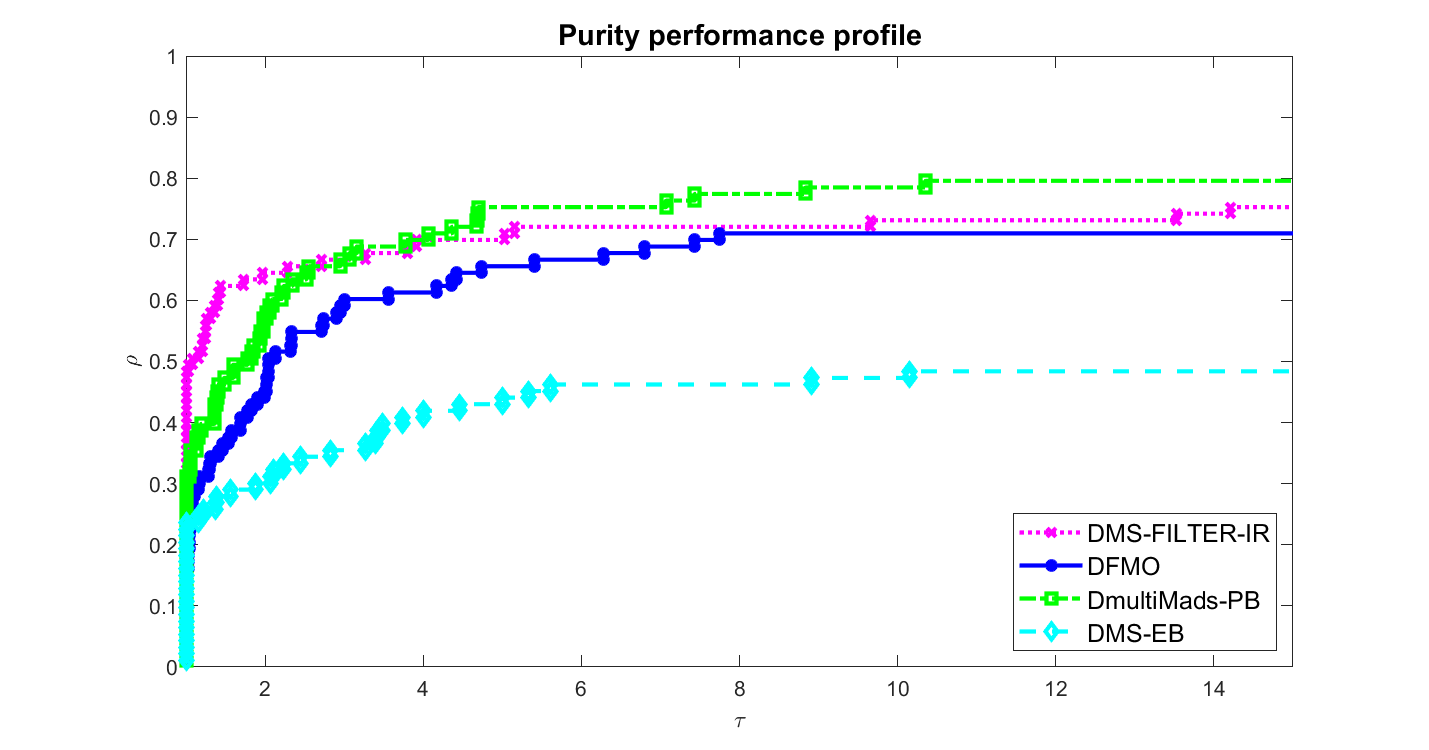 Purity performance profile
1
0.9
0.8
0.7
0.6
0.5
0.4
0.3
0.2
0.1
0
ρ
2 4 6 8 10 12 14
τ
DMS-FILTER-IR
DFMO
DmultiMads-PB
DMS-EB